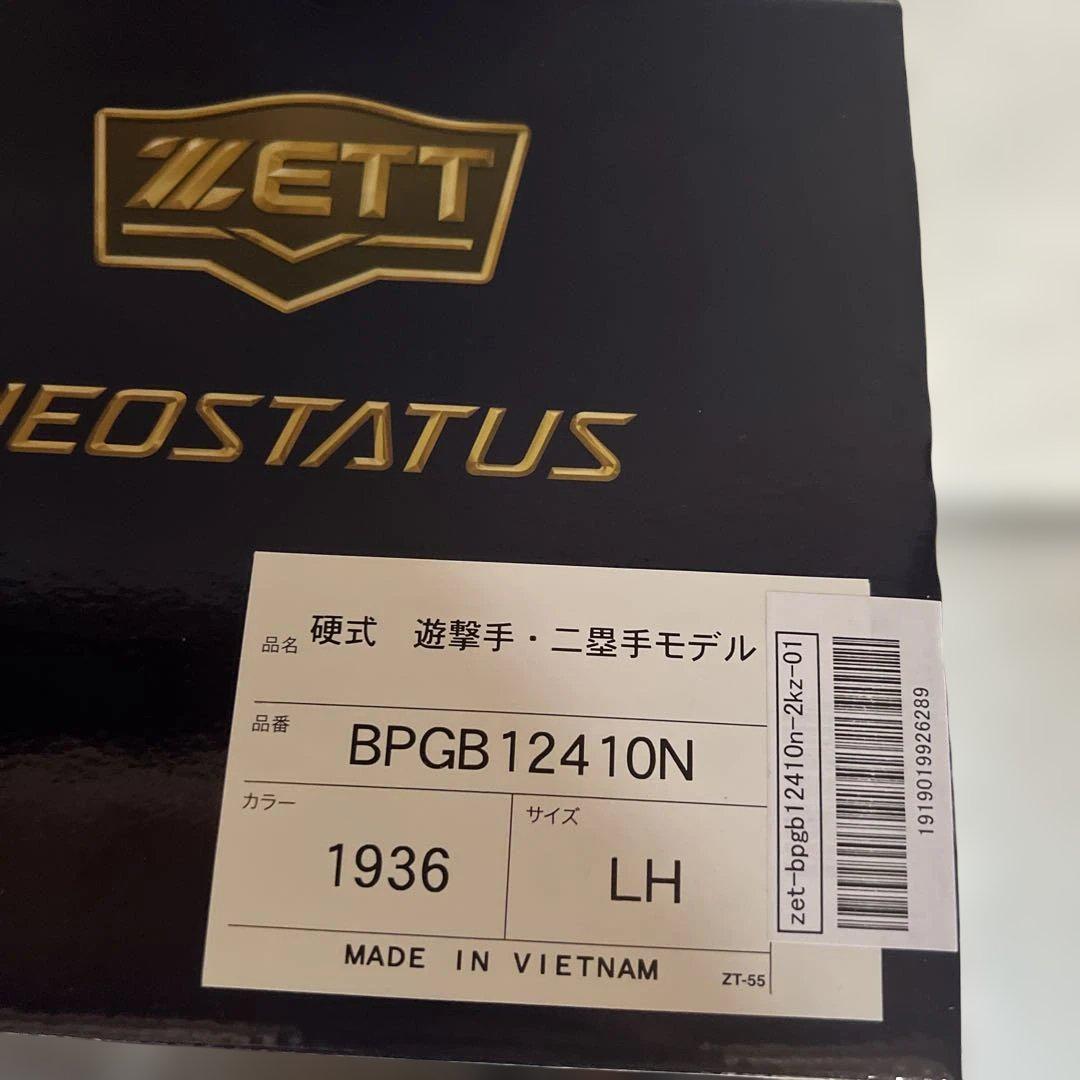 ZETT
NEOSTATUS
品名 硬式 遊撃手・二塁手モデル
品番 BPGB12410N
カラー サイズ
1936 LH
MADE IN VIETNAM
ZT-55
zet-bpgb12410n-2kz-01
1919019926289